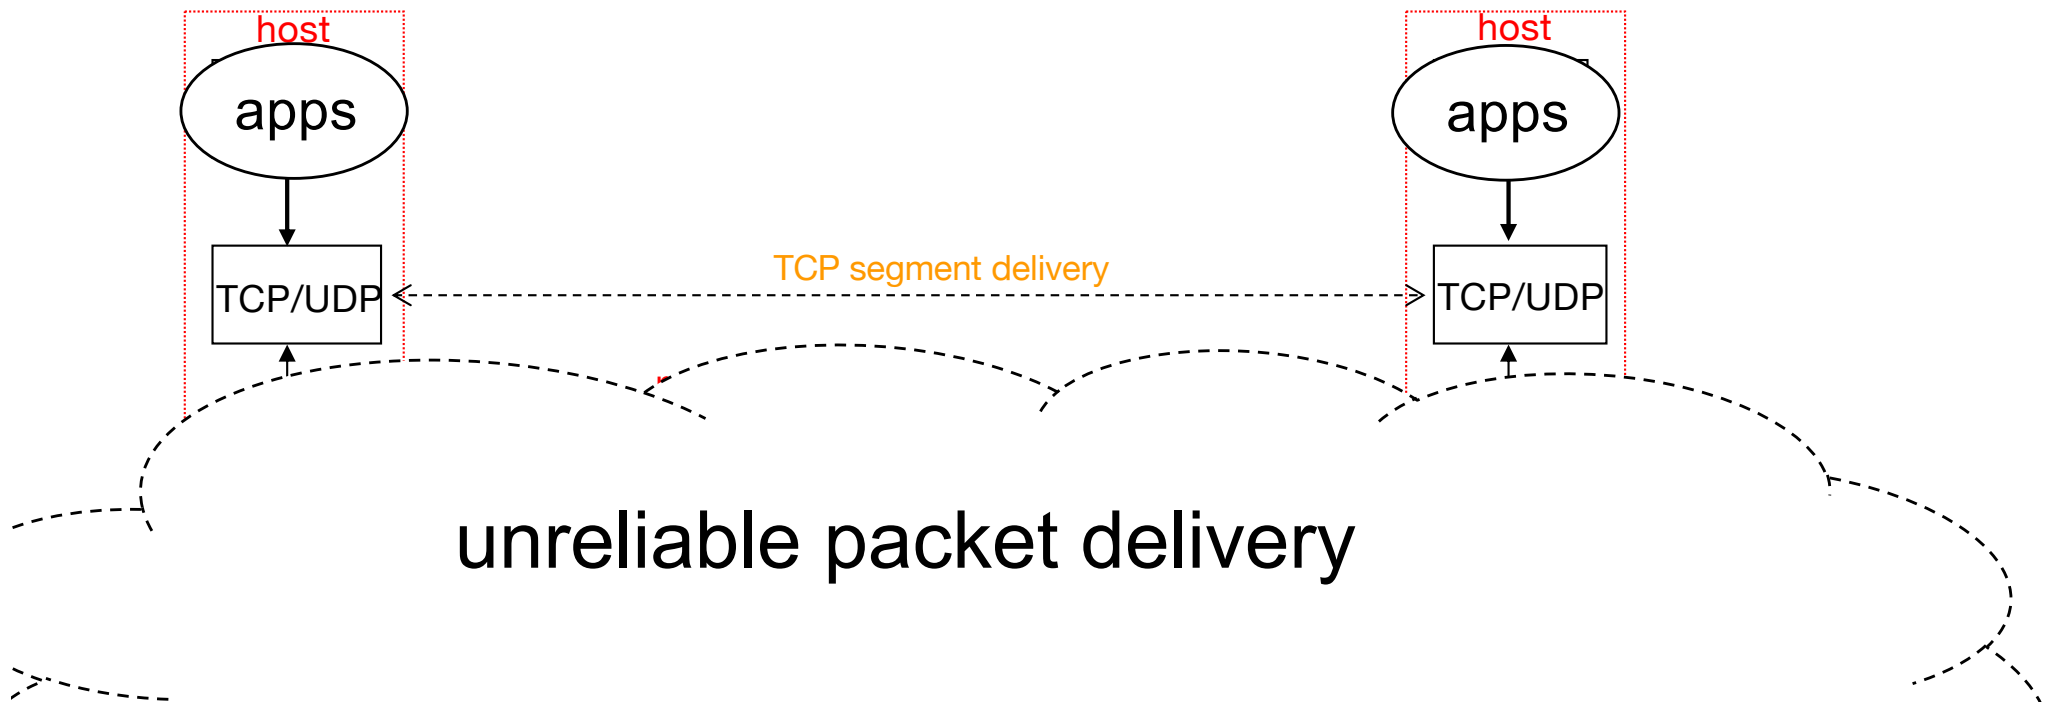 host
host
apps
apps
TCP segment delivery
TCP/UDP
TCP/UDP
unreliable packet delivery